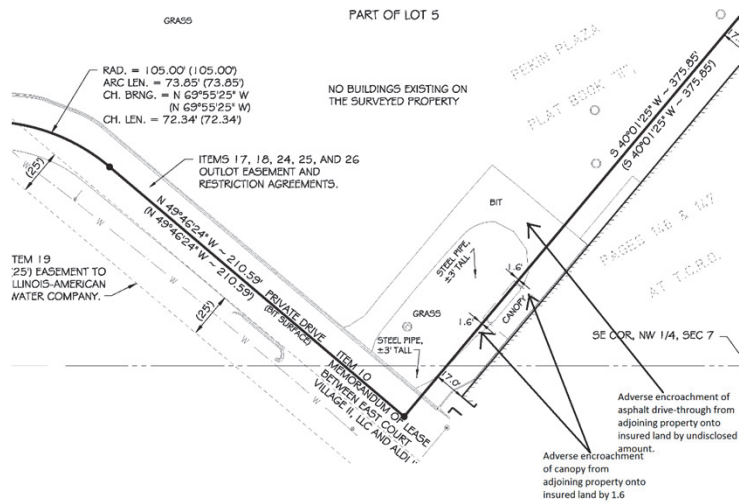 PART OF LOT 5
GRASS
RAD. = 105.00' (105.00)
ARC LEN. = 73.85' (73.85)
CH. BRNG. = N 69°55'25" W
(N 69°55'25" W)
CH. LEN. = 72.34' (72.34)
NO BUILDINGS EXISTING ON
THE SURVEYED PROPERTY
PEKIN PLAZA
PLAT BOOK "H",
PAGES 146 & 147
AT T.C.R.O.
S 40°01'25" W ~ 375.85'
(S 40°01'25" W ~ 375.85')
17.
ITEMS 17, 18, 24, 25, AND 26
OUTLOT EASEMENT AND
RESTRICTION AGREEMENTS.
(25')
N 49°46'24" W ~ 210.59'
(N 49°46'24" W ~ 210.59')
BIT
STEEL PIPE,
±3' TALL
1.6'
CANOPY
1.6'
GRASS
STEEL PIPE,
±3' TALL
17.0'
TEM 19
25') EASEMENT TO
LLINOIS-AMERICAN
WATER COMPANY.
(25')
PRIVATE DRIVE
(BIT SURFACE)
ITEM 10
MEMORANDUM OF LEASE
BETWEEN EAST COURT
VILLAGE II, LLC AND ALDI
W
W
W
W
W
W
SE COR, NW 1/4, SEC 7
Adverse encroachment of
asphalt drive-through from
adjoining property onto
insured land by undisclosed
amount.
Adverse encroachment
of canopy from
adjoining property onto
insured land by 1.6